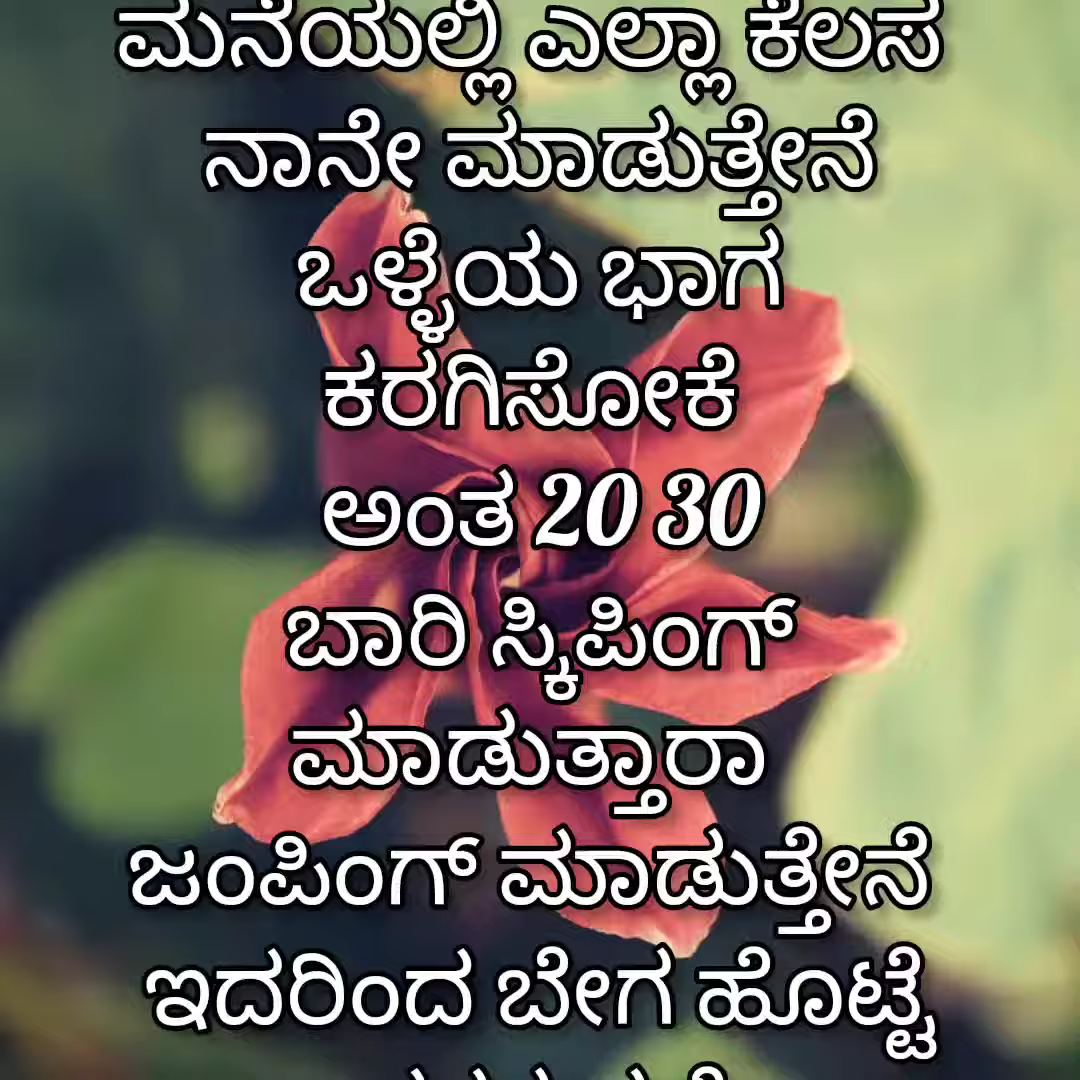 ಮನೆಯಲ್ಲಿ ಎಲ್ಲಾ ಕೆಲಸ
ನಾನೇ ಮಾಡುತ್ತೇನೆ
ಒಳ್ಳೆಯ ಭಾಗ
ಕರಗಿಸೋಕೆ
ಅಂತ 20 30
ಬಾರಿ ಸ್ಕಿಪಿಂಗ್
ಮಾಡುತ್ತಾರಾ
ಜಂಪಿಂಗ್ ಮಾಡುತ್ತೇನೆ
ಇದರಿಂದ ಬೇಗ ಹೊಟ್ಟೆ